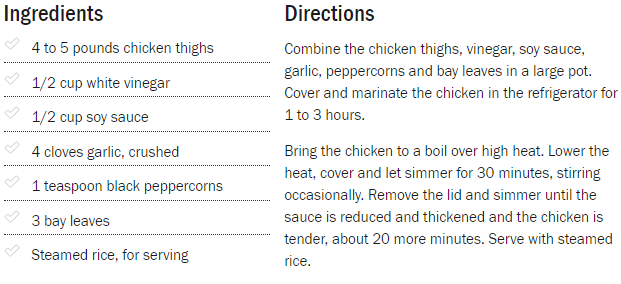 Ingredients
4 to 5 pounds chicken thighs
1/2 cup white vinegar
1/2 cup soy sauce
4 cloves garlic, crushed
1 teaspoon black peppercorns
3 bay leaves
Steamed rice, for serving
Directions
Combine the chicken thighs, vinegar, soy sauce,
garlic, peppercorns and bay leaves in a large pot.
Cover and marinate the chicken in the refrigerator for
1 to 3 hours.
Bring the chicken to a boil over high heat. Lower the
heat, cover and let simmer for 30 minutes, stirring
occasionally. Remove the lid and simmer until the
sauce is reduced and thickened and the chicken is
tender, about 20 more minutes. Serve with steamed
rice.